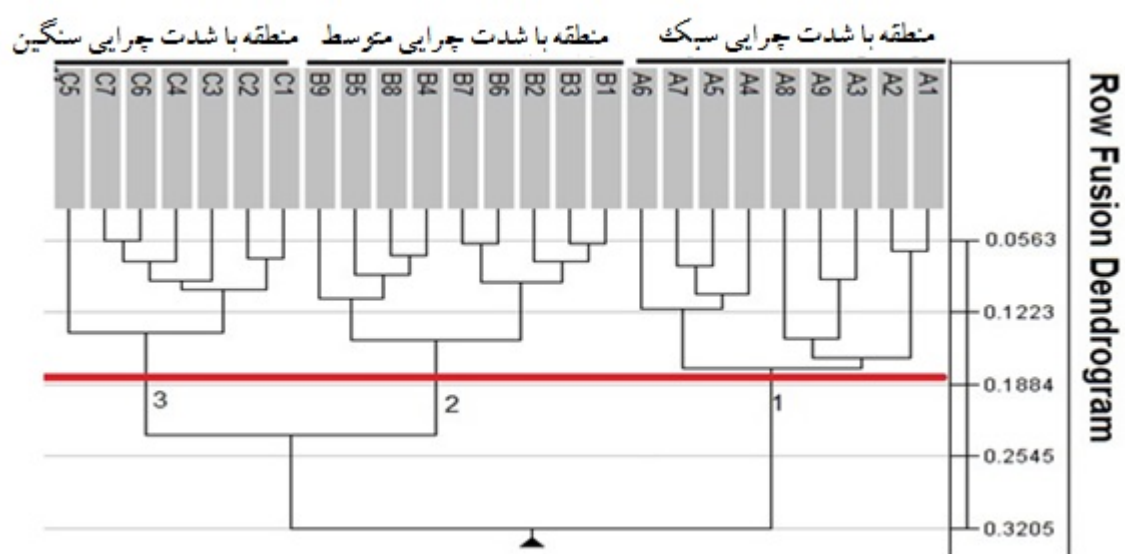 منطقه با شدت چرایی سبک
منطقه با شدت چرایی متوسط
منطقه با شدت چرایی سنگین
C5 C7 C6 C4 C3 C2 C1 B9 B5 B8 B4 B7 B6 B2 B3 B1 A6 A7 A5 A4 A8 A9 A3 A2 A1
0.0563
0.1223
0.1884
0.2545
0.3205
3 2 1
Row Fusion Dendrogram